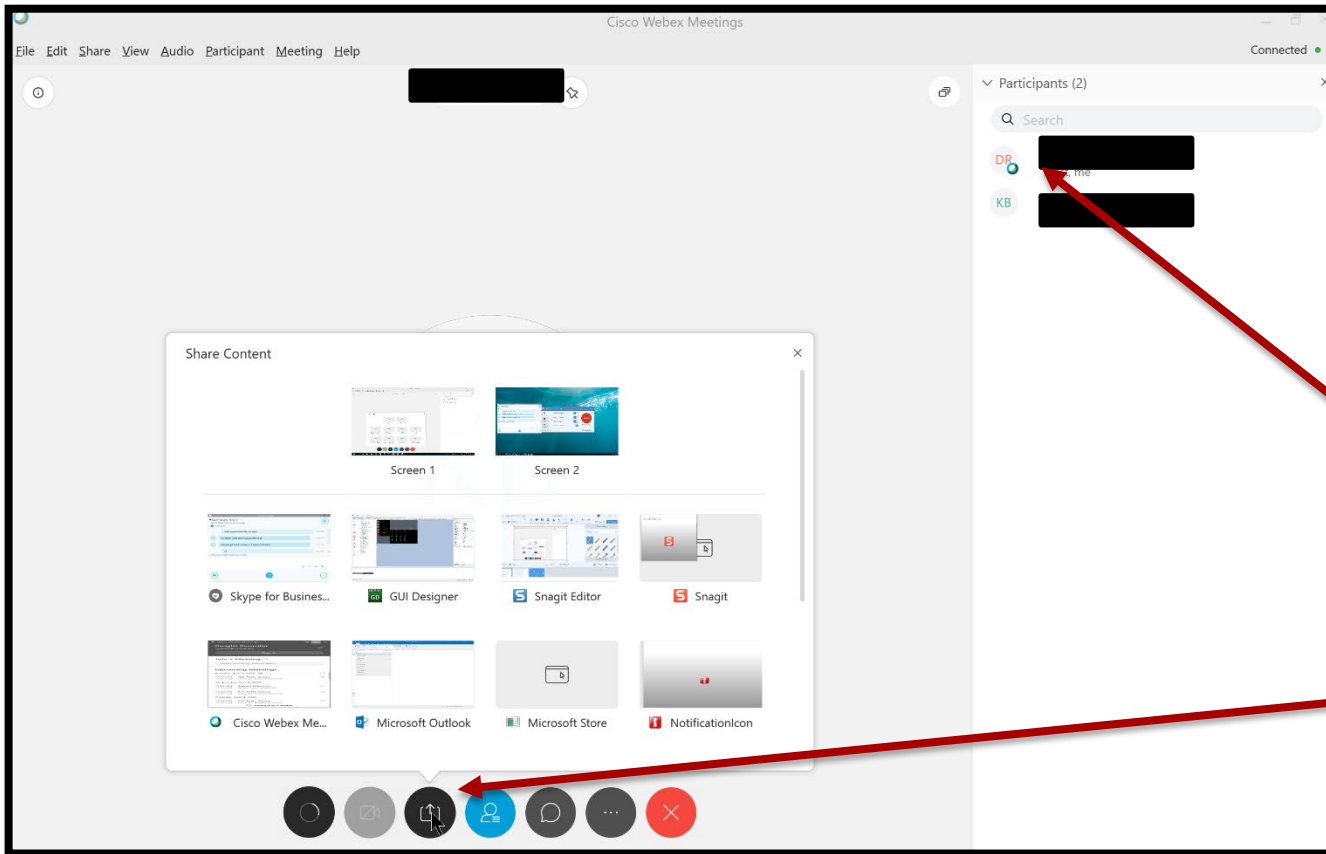 Cisco Webex Meetings
File Edit Share View Audio Participant Meeting Help
Connected
Participants (2)
Search
DR
, me
KB
Share Content
Screen 1 Screen 2
Skype for Busines... GUI Designer Snagit Editor Snagit
Cisco Webex Me... Microsoft Outlook Microsoft Store NotificationIcon